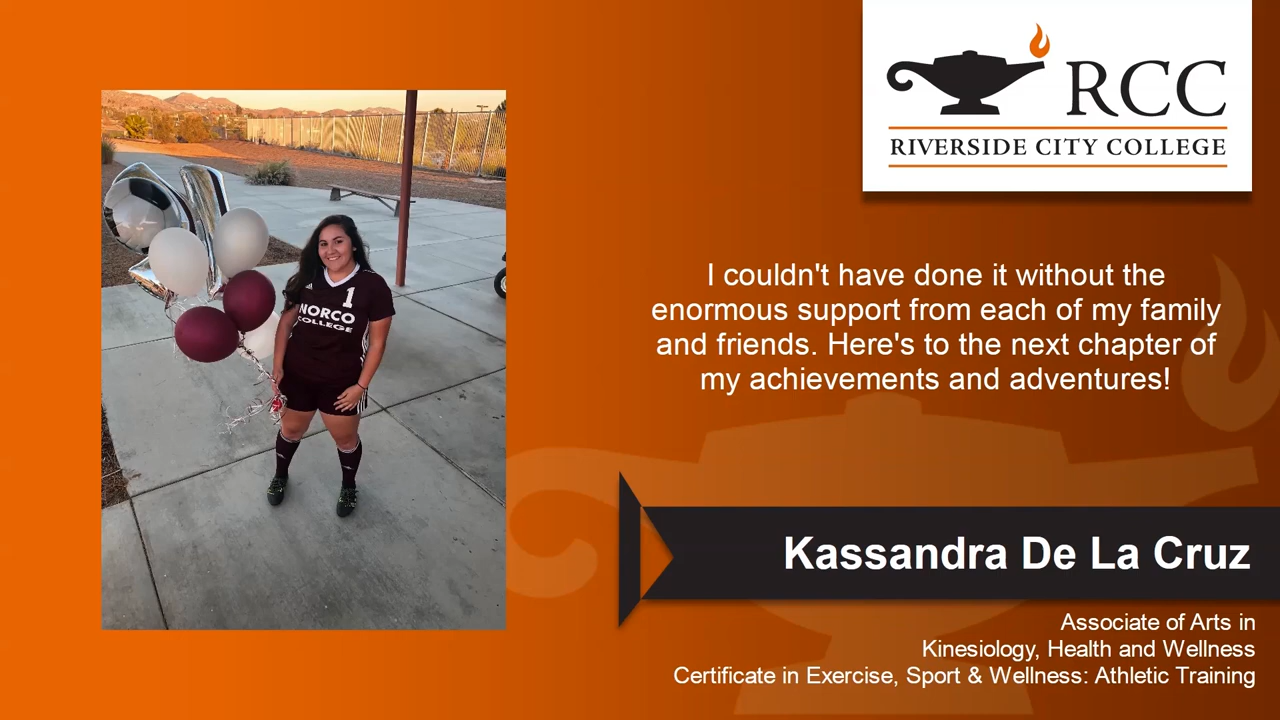 RCC
RIVERSIDE CITY COLLEGE
1
NORCO
COLLEGE
I couldn't have done it without the
enormous support from each of my family
and friends. Here's to the next chapter of
my achievements and adventures!
Kassandra De La Cruz
Associate of Arts in
Kinesiology, Health and Wellness
Certificate in Exercise, Sport & Wellness: Athletic Training